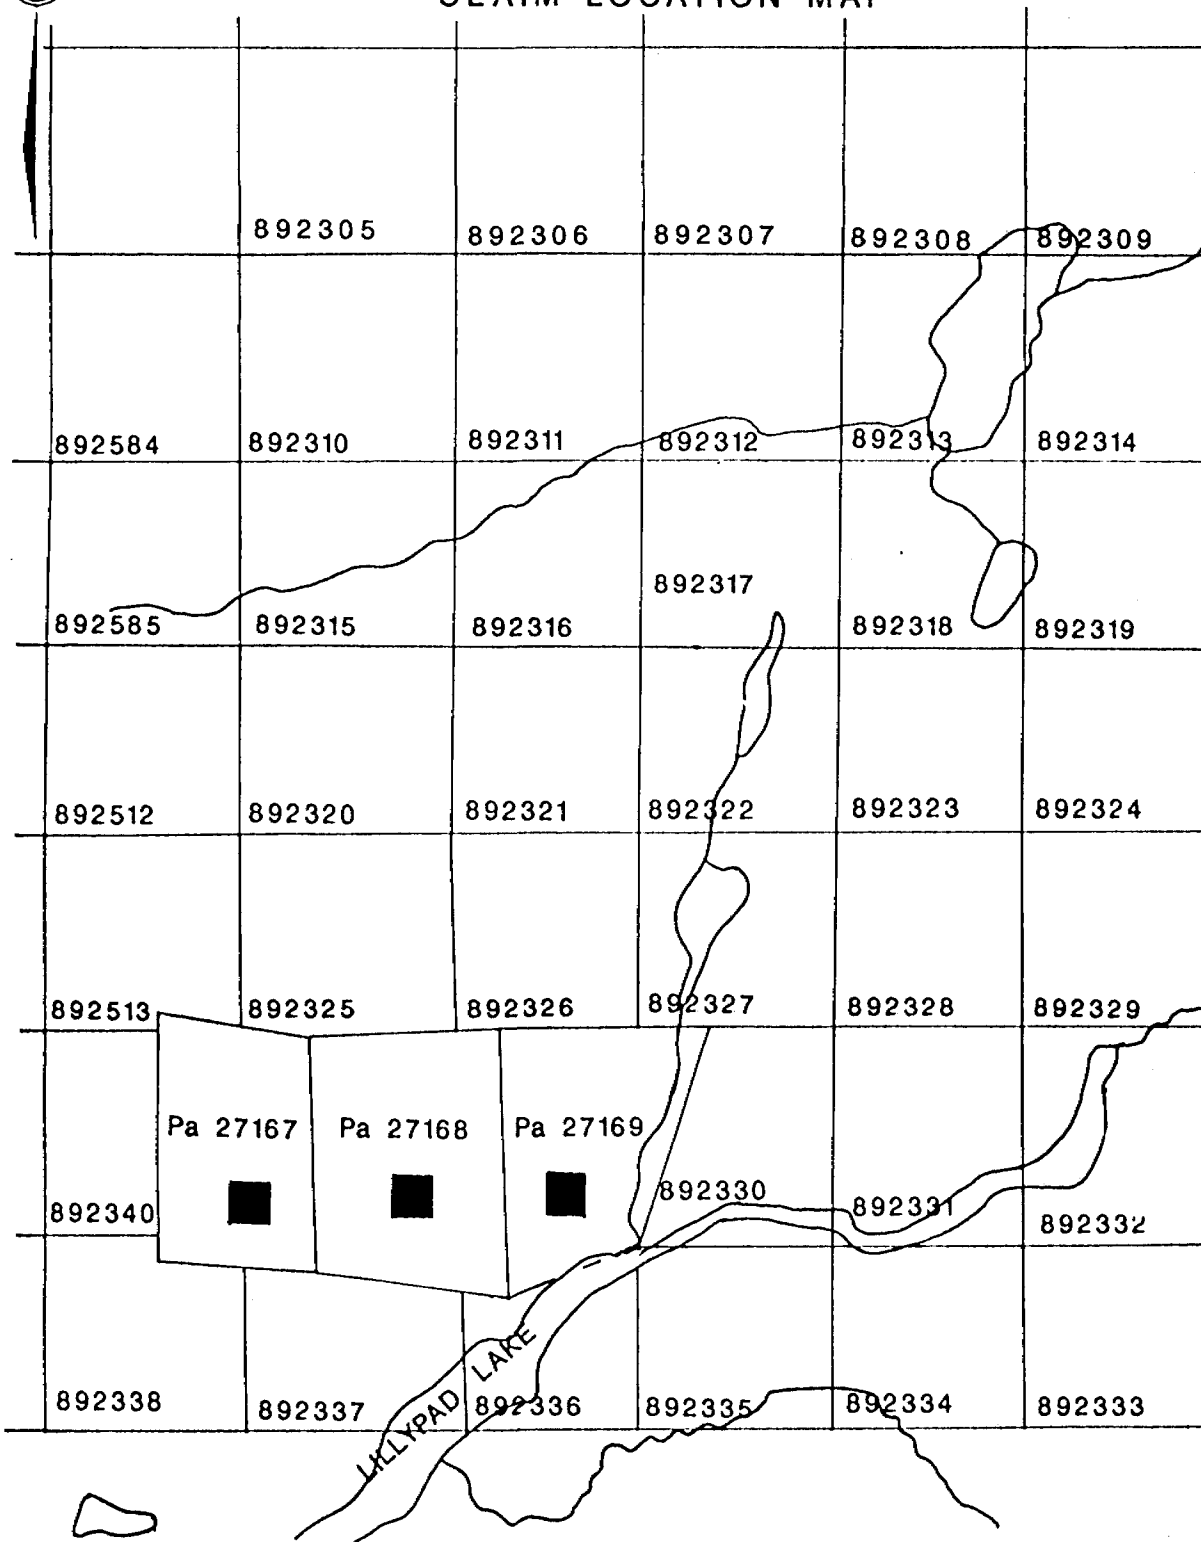 CLAIM LOCATION MAP
892305 892306 892307 892308 892309
892584 892310 892311 892312 892313 892314
892317
892585 892315 892316 892318 892319
892512 892320 892321 892322 892323 892324
892513 892325 892326 892327 892328 892329
Pa 27167 Pa 27168 Pa 27169
892340 892330 892331 892332
LILLYPAD LAKE
892338 892337 892336 892335 892334 892333